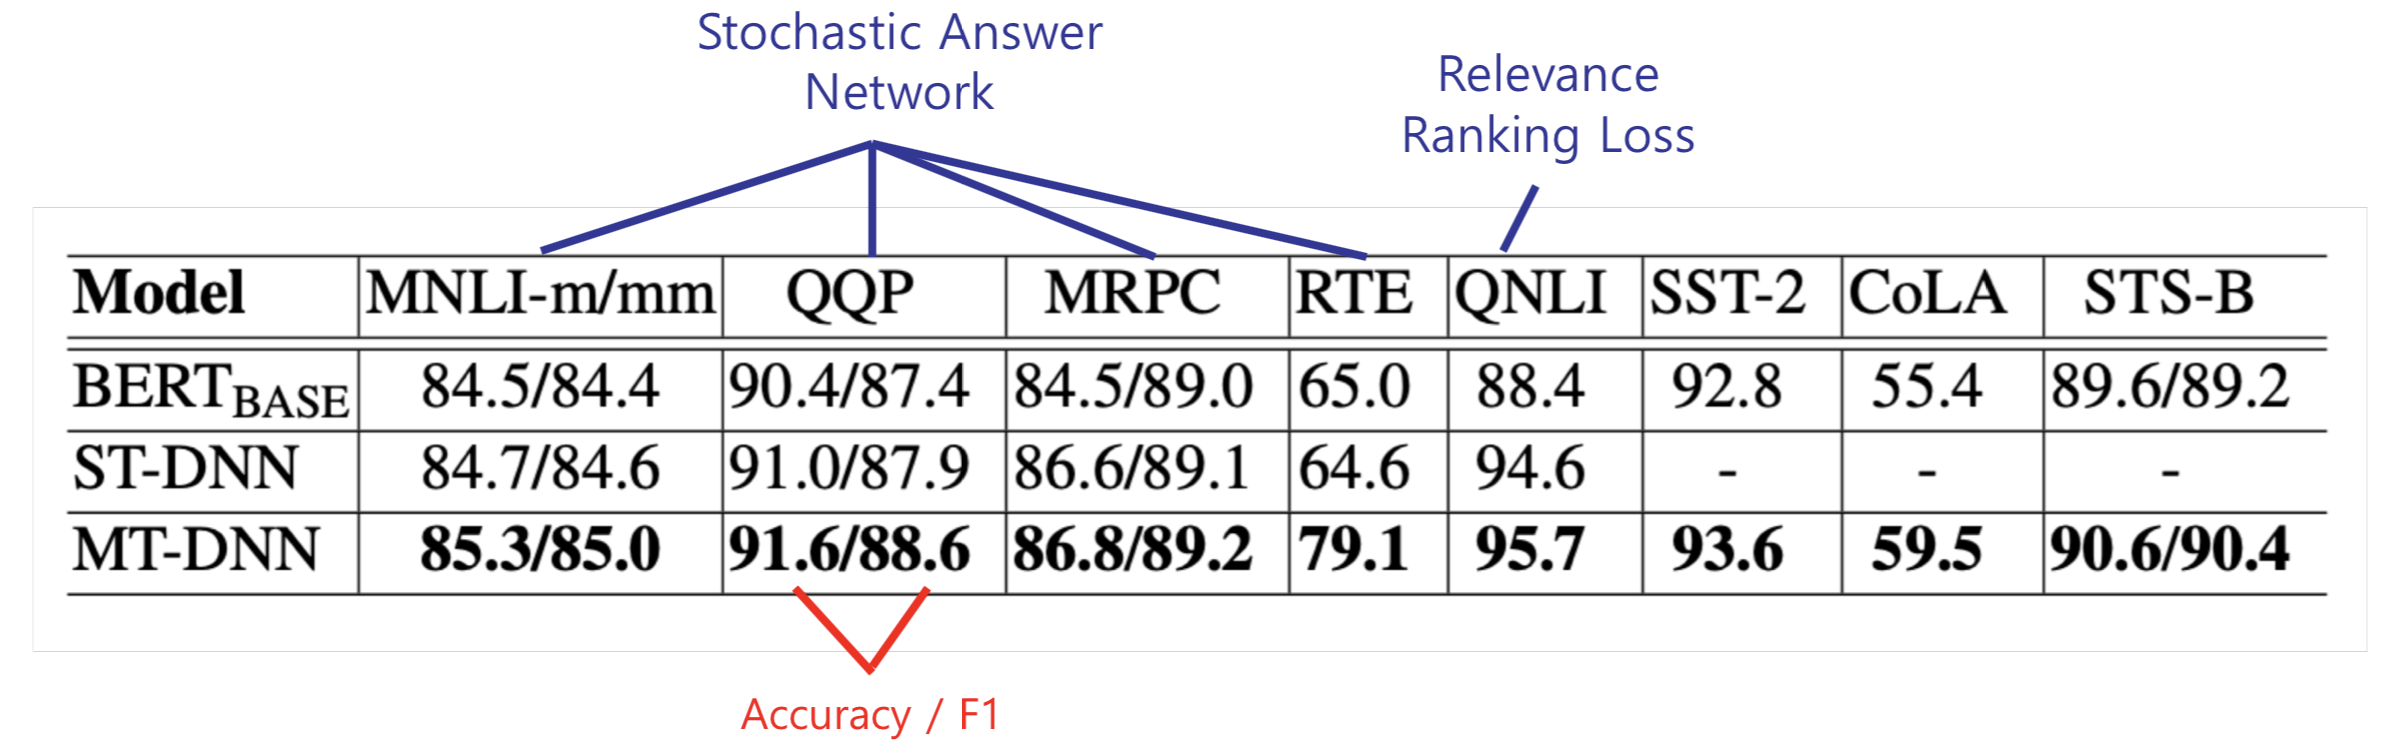 Stochastic Answer
Network
Relevance
Ranking Loss
Model MNLI-m/mm QQP MRPC RTE QNLI SST-2 CoLA STS-B
BERTBASE 84.5/84.4 90.4/87.4 84.5/89.0 65.0 88.4 92.8 55.4 89.6/89.2
ST-DNN 84.7/84.6 91.0/87.9 86.6/89.1 64.6 94.6 - - -
MT-DNN 85.3/85.0 91.6/88.6 86.8/89.2 79.1 95.7 93.6 59.5 90.6/90.4
Accuracy / F1